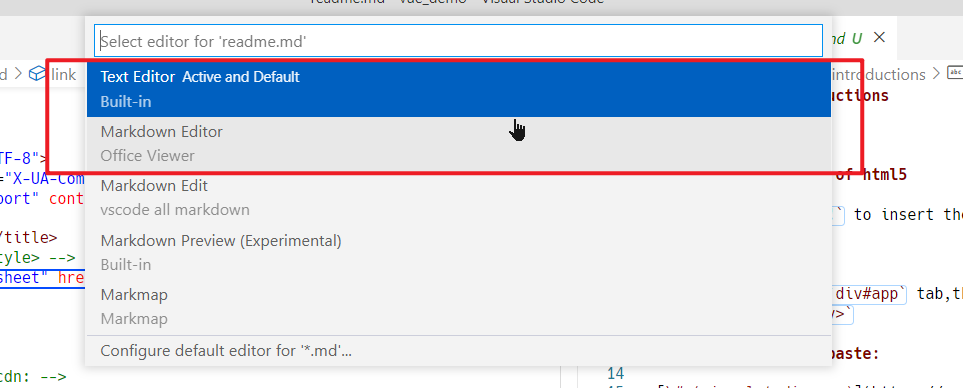 readme.md - vue_demo - Visual Studio Code
Select editor for 'readme.md'
nd U
d > link
introductions >
Text Editor Active and Default
Built-in
uctions
Markdown Editor
Office Viewer
TF-8">
="X-UA-Com
of html5
port" cont
Markdown Edit
vscode all markdown
` to insert the
/title>
tyle> -->
Markdown Preview (Experimental)
Built-in
sheet" hre
Markmap
Markmap
div#app` tab,th
>`
Configure default editor for '*.md'...
paste:
14
cdn: -->